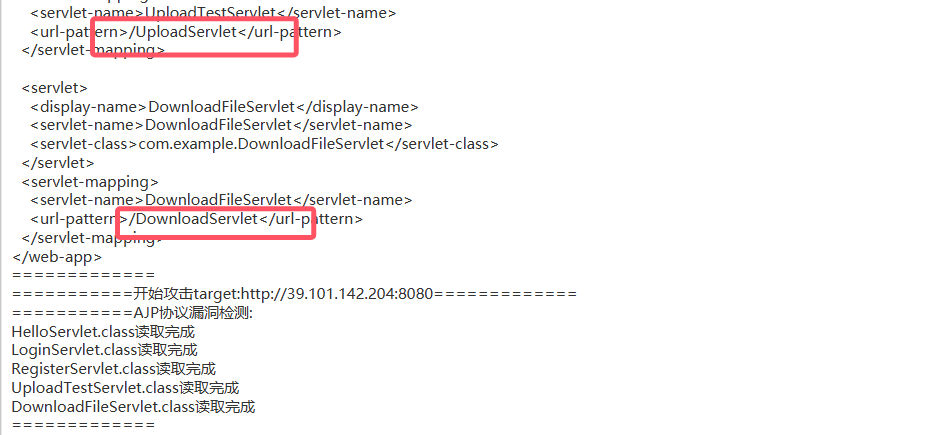 <servlet-name>UploadTestServlet</servlet-name>
<url-pattern>/UploadServlet</url-pattern>
</servlet-mapping>
<servlet>
<display-name>DownloadFileServlet</display-name>
<servlet-name>DownloadFileServlet</servlet-name>
<servlet-class>com.example.DownloadFileServlet</servlet-class>
</servlet>
<servlet-mapping>
<servlet-name>DownloadFileServlet</servlet-name>
<url-pattern>/DownloadServlet</url-pattern>
</servlet-mapping>
</web-app>
=============
===========开始攻击target:http://39.101.142.204:8080=============
===========AJP协议漏洞检测:
HelloServlet.class读取完成
LoginServlet.class读取完成
RegisterServlet.class读取完成
UploadTestServlet.class读取完成
DownloadFileServlet.class读取完成
=============